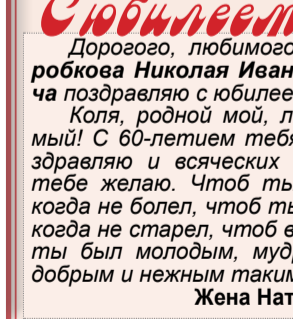 С юбилеем
Дорогого, любимого
робкова Николая Иван
ча поздравляю с юбилее
Коля, родной мой, л
мый! С 60-летием тебя
здравляю и всяческих
тебе желаю. Чтоб ты
когда не болел, чтоб ты
когда не старел, чтоб в
ты был молодым, муд
добрым и нежным таким
Жена Нат